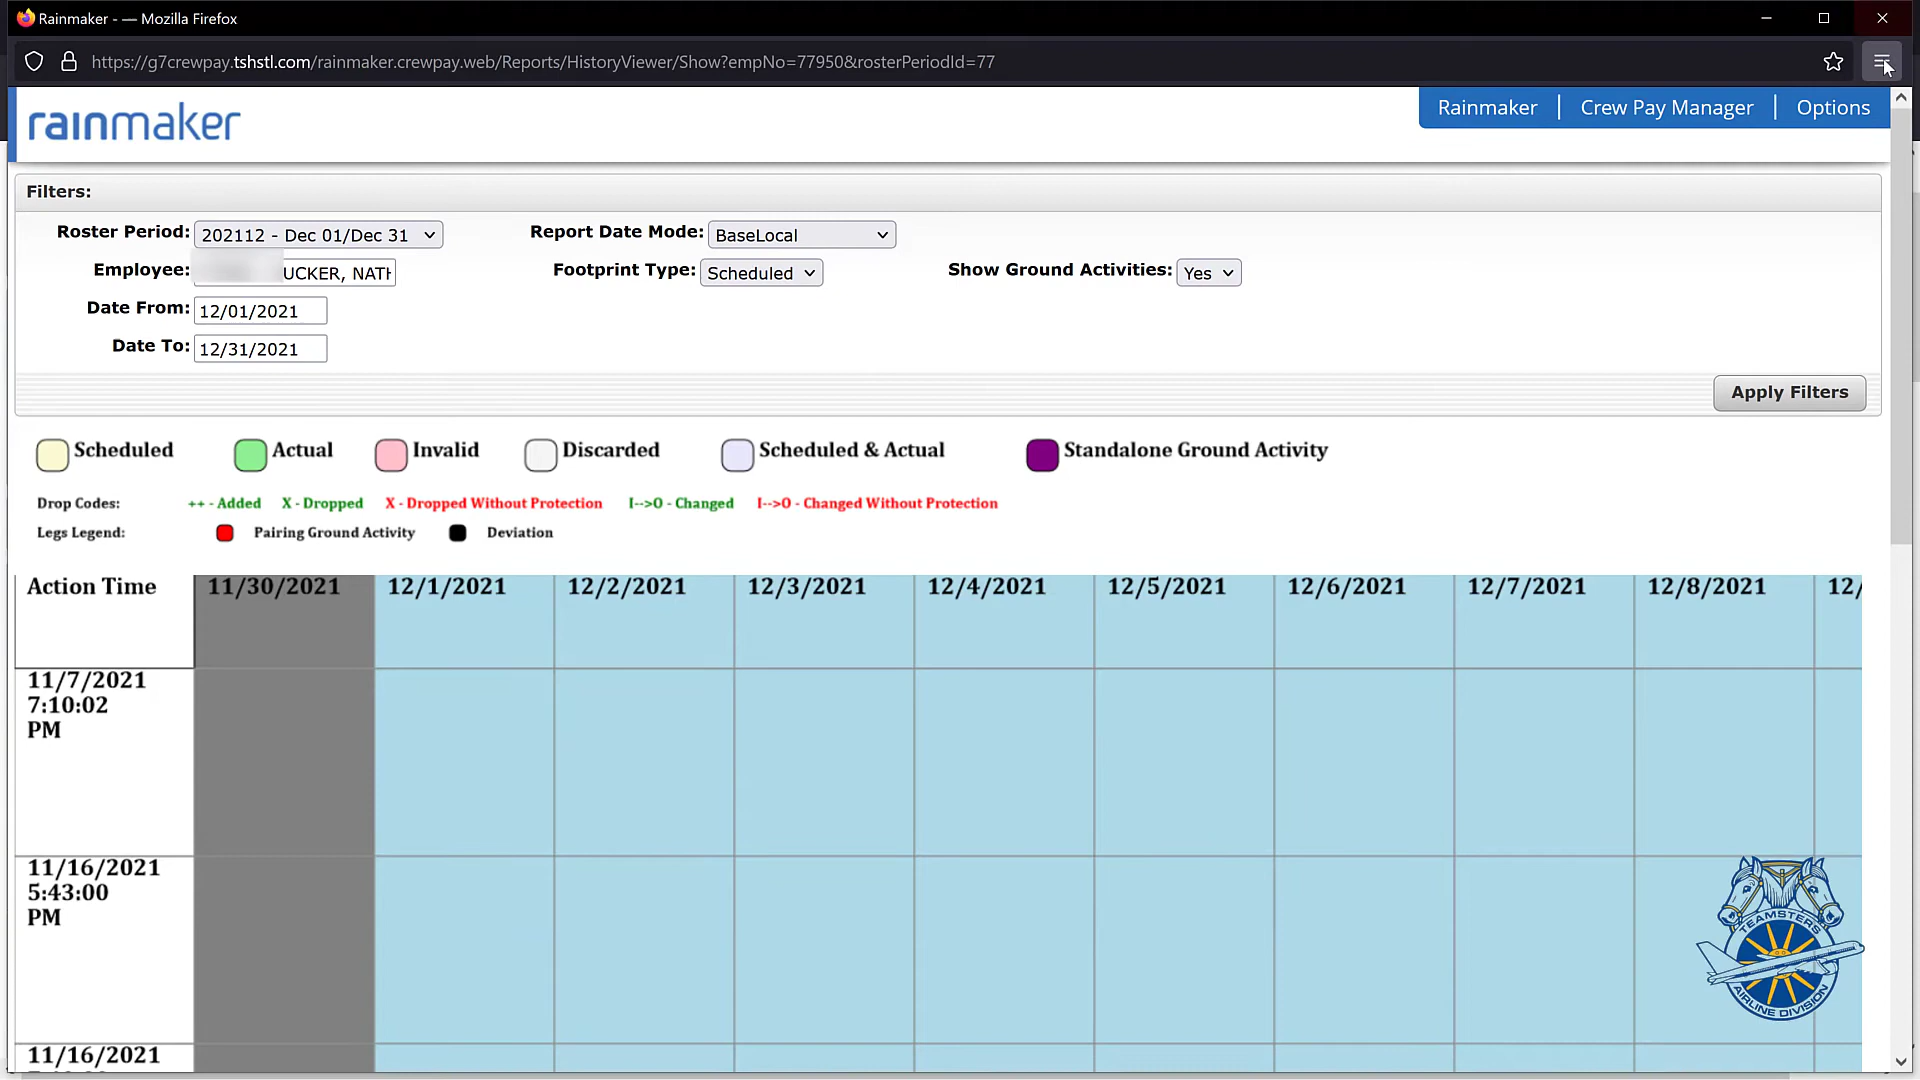 Rainmaker - — Mozilla Firefox
https://g7crewpay.tshstl.com/rainmaker.crewpay.web/Reports/HistoryViewer/Show?empNo=77950&rosterPeriodId=77
rainmaker
Rainmaker | Crew Pay Manager | Options
Filters:
Roster Period: 202112 - Dec 01/Dec 31 Report Date Mode: BaseLocal
Employee: UCKER, NATH Footprint Type: Scheduled Show Ground Activities: Yes
Date From: 12/01/2021
Date To: 12/31/2021
Apply Filters
Scheduled Actual Invalid Discarded Scheduled & Actual Standalone Ground Activity
Drop Codes: ++ - Added X - Dropped X - Dropped Without Protection I-->O - Changed I-->O - Changed Without Protection
Legs Legend: Pairing Ground Activity Deviation
Action Time 11/30/2021 12/1/2021 12/2/2021 12/3/2021 12/4/2021 12/5/2021 12/6/2021 12/7/2021 12/8/2021 12/
11/7/2021
7:10:02
PM
11/16/2021
5:43:00
PM
11/16/2021
TEAMSTERS
AIRLINE DIVISION